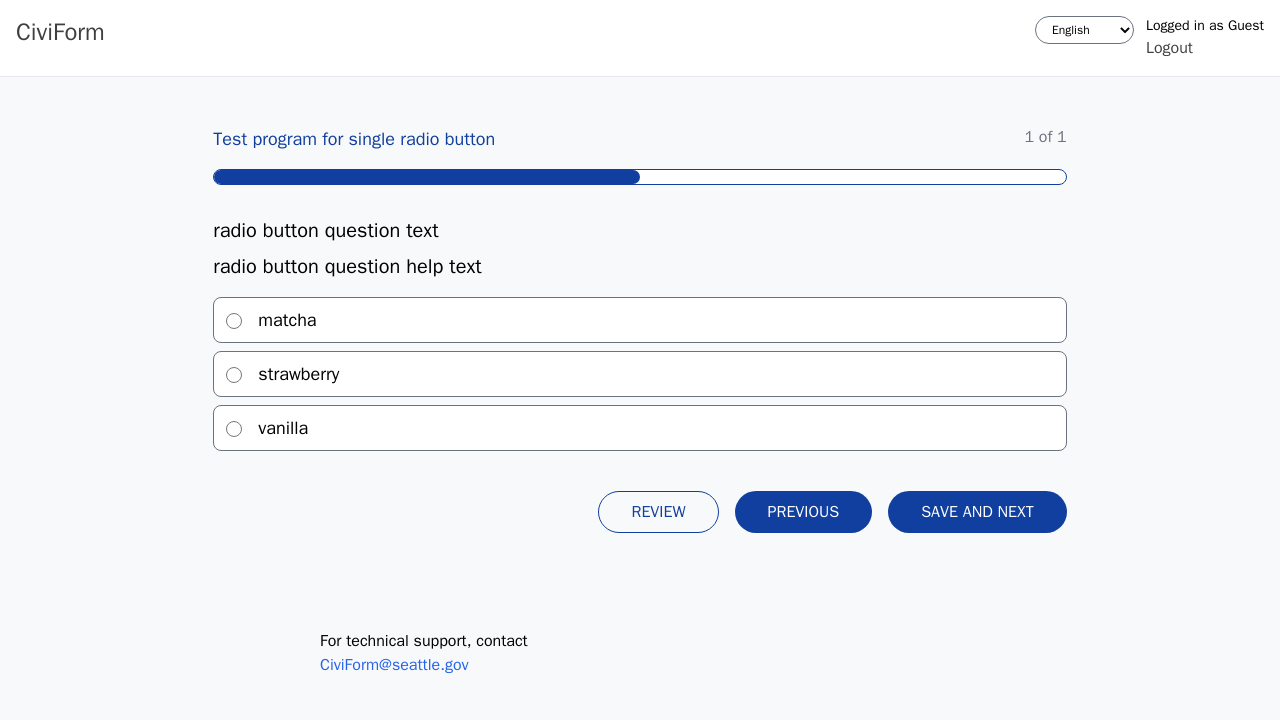 CiviForm
English
Logged in as Guest
Logout
Test program for single radio button
1 of 1
radio button question text
radio button question help text
matcha
strawberry
vanilla
REVIEW
PREVIOUS
SAVE AND NEXT
For technical support, contact
CiviForm@seattle.gov